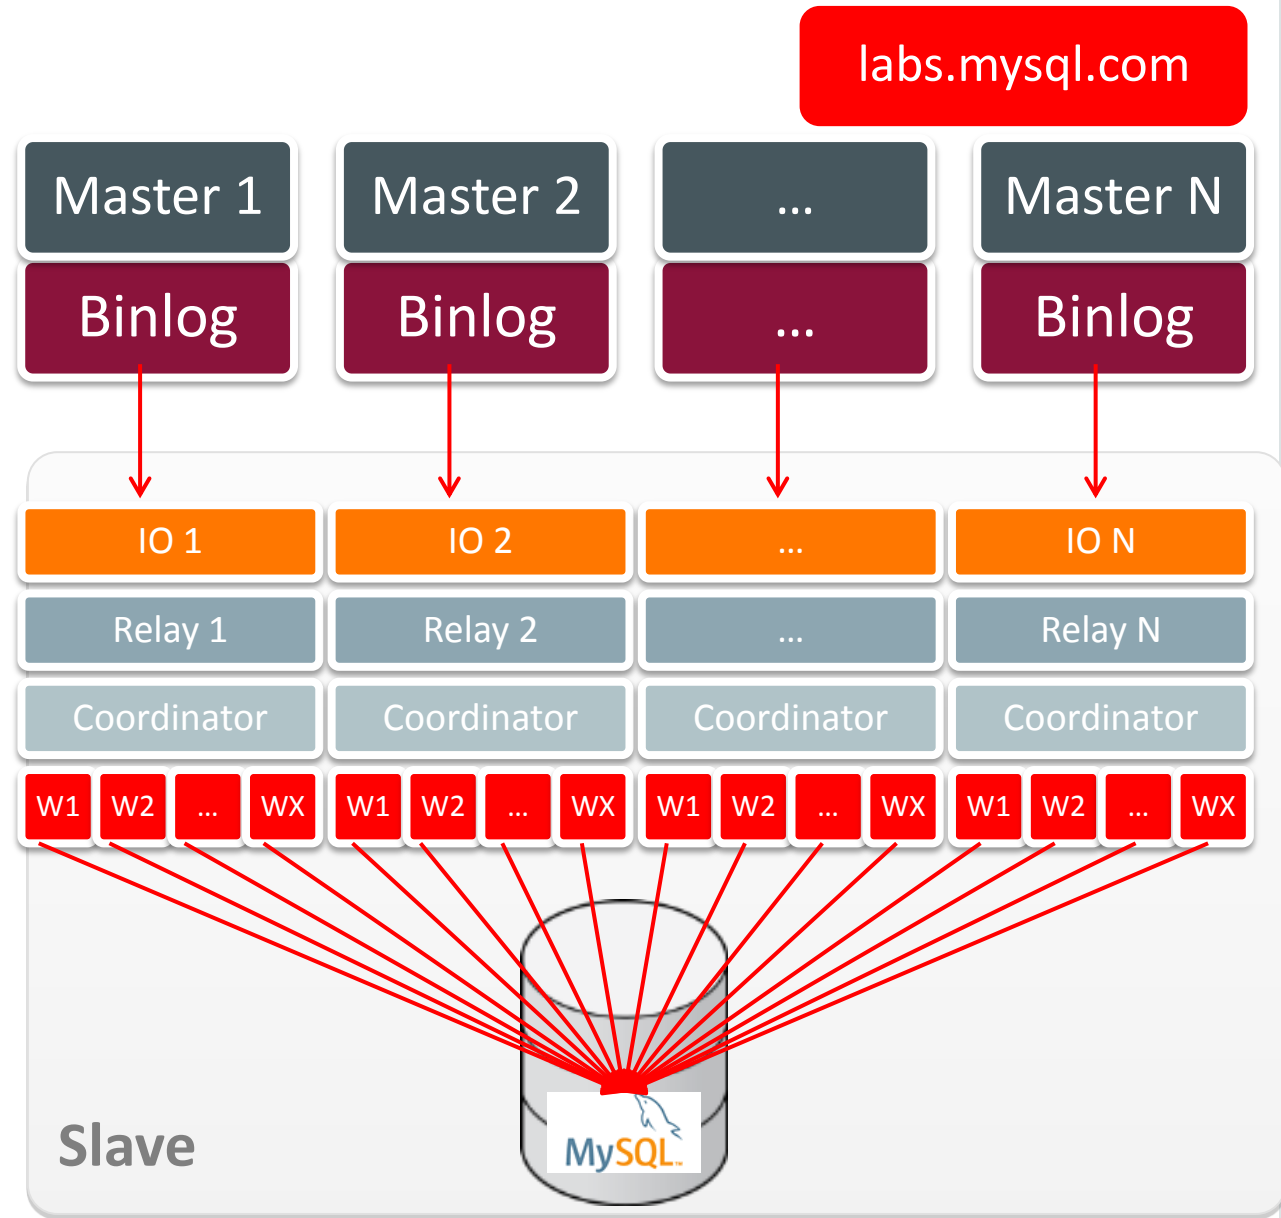 labs.mysql.com
Master 1 Master 2 ... Master N
Binlog Binlog ... Binlog
IO 1 IO 2 ... IO N
Relay 1 Relay 2 ... Relay N
Coordinator Coordinator Coordinator Coordinator
W1 W2 ... WX W1 W2 ... WX W1 W2 ... WX W1 W2 ... WX
Slave
MySQL™